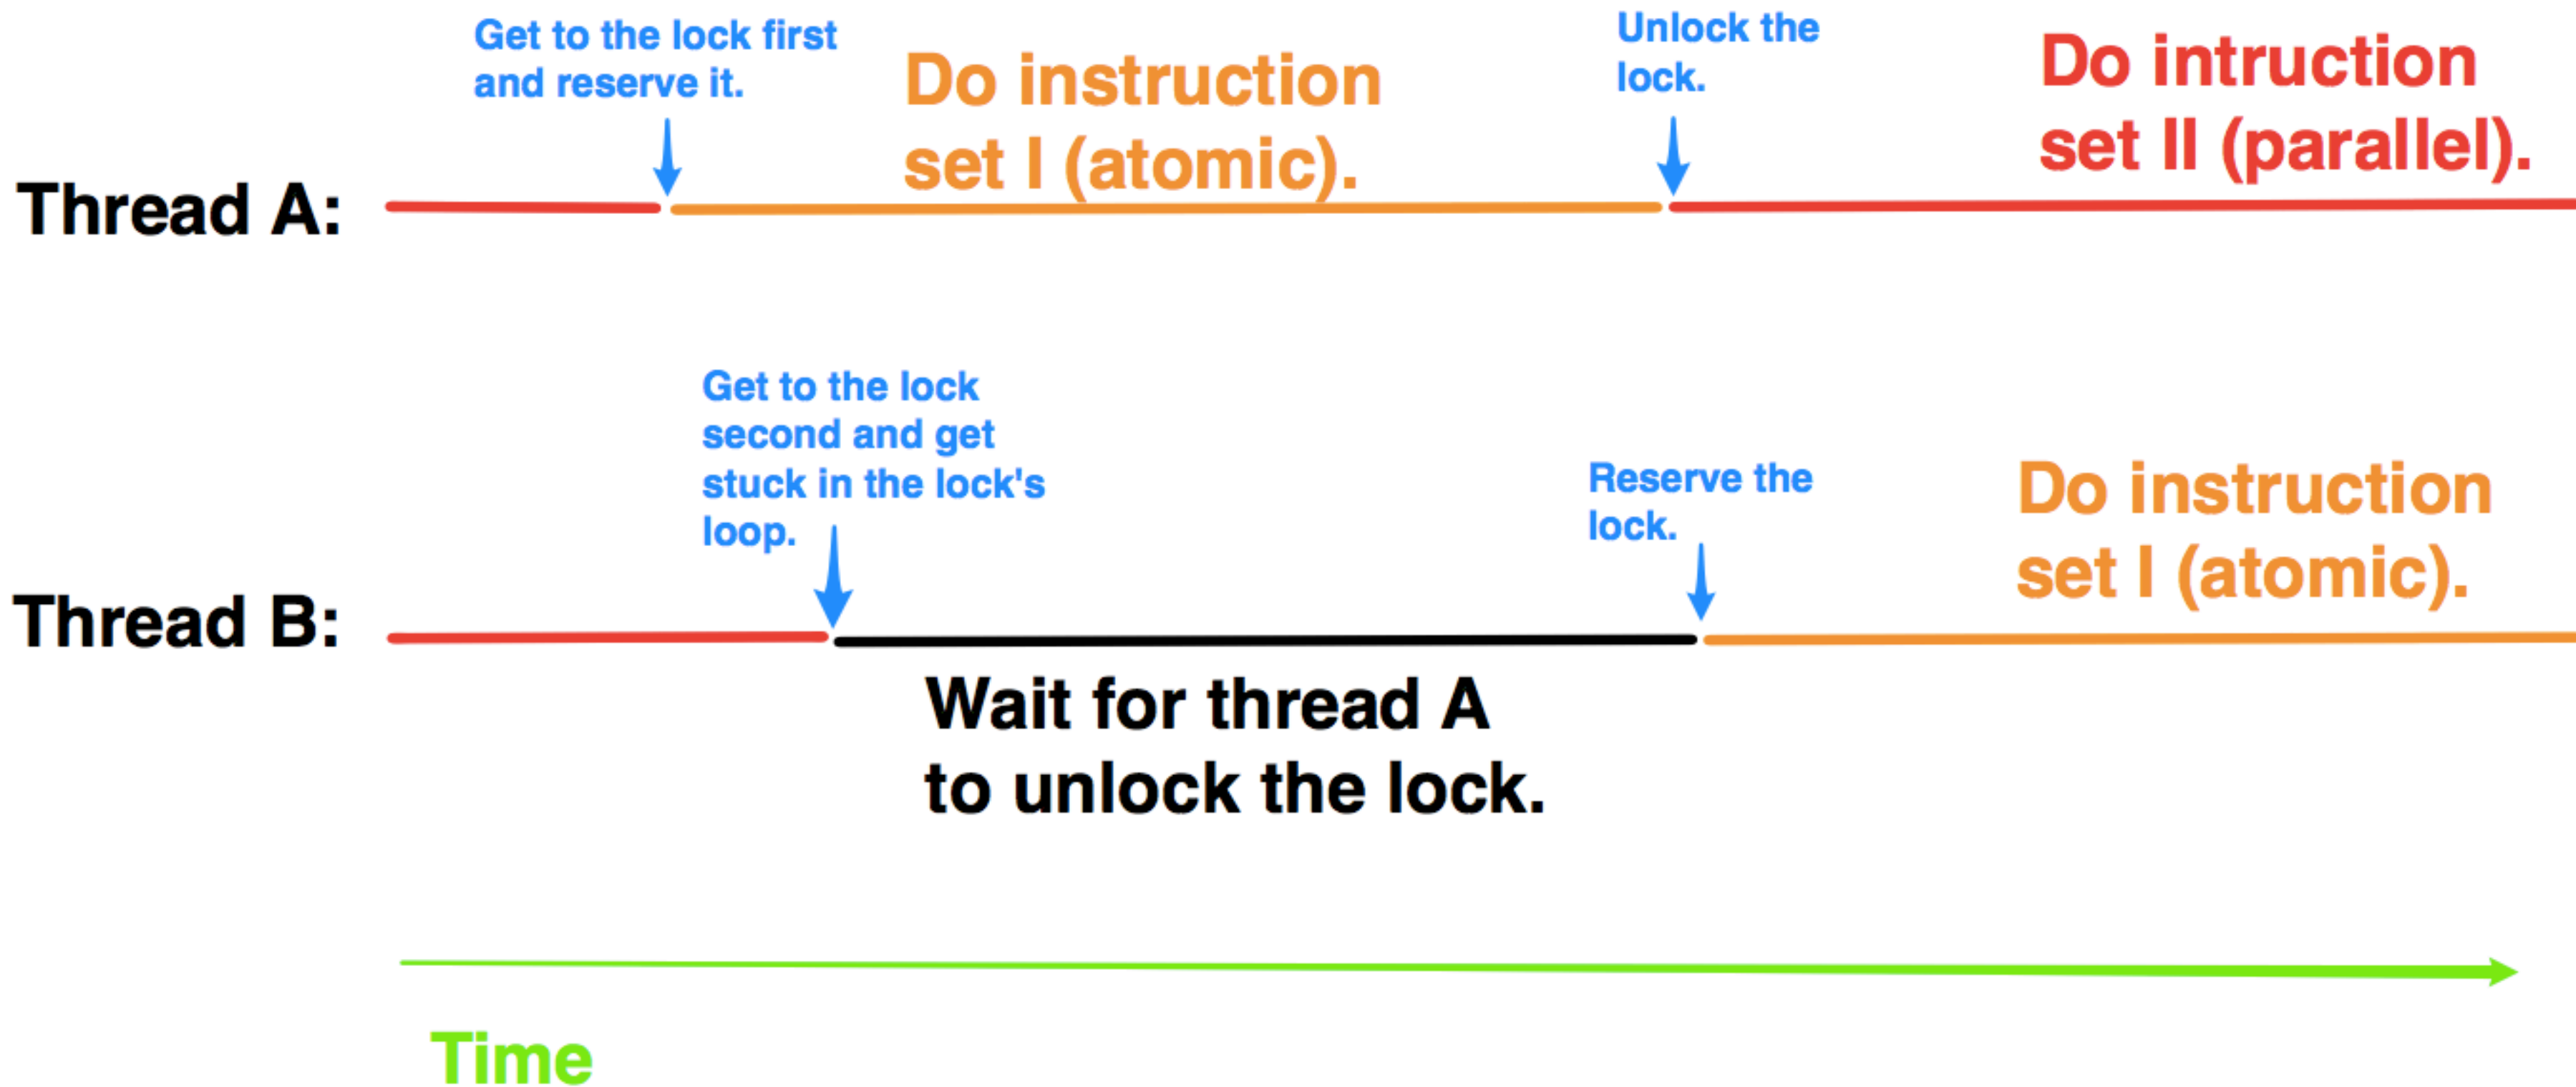 Get to the lock first
and reserve it.
Do instruction
set I (atomic).
Unlock the
lock.
Do intruction
set II (parallel).
Thread A:
Get to the lock
second and get
stuck in the lock's
loop.
Reserve the
lock.
Do instruction
set I (atomic).
Thread B:
Wait for thread A
to unlock the lock.
Time